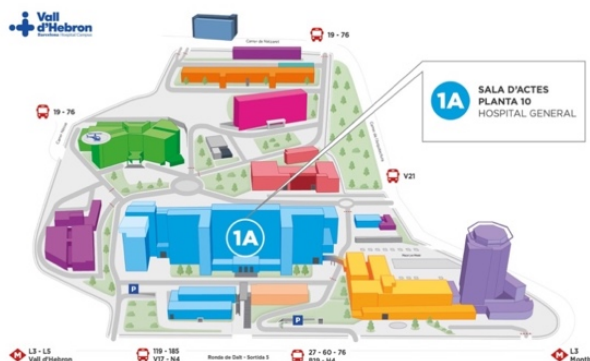 Vall
d'Hebron
Barcelona Hospital Campus
19 - 76
19 - 76
1A
SALA D'ACTES
PLANTA 10
HOSPITAL GENERAL
V21
1A
P
P
M
L3 - L5
Vall d'Hebron
119 - 185
V17 - N4
Ronda de Dalt - Sortida 5
27 - 60 - 76
M
L3